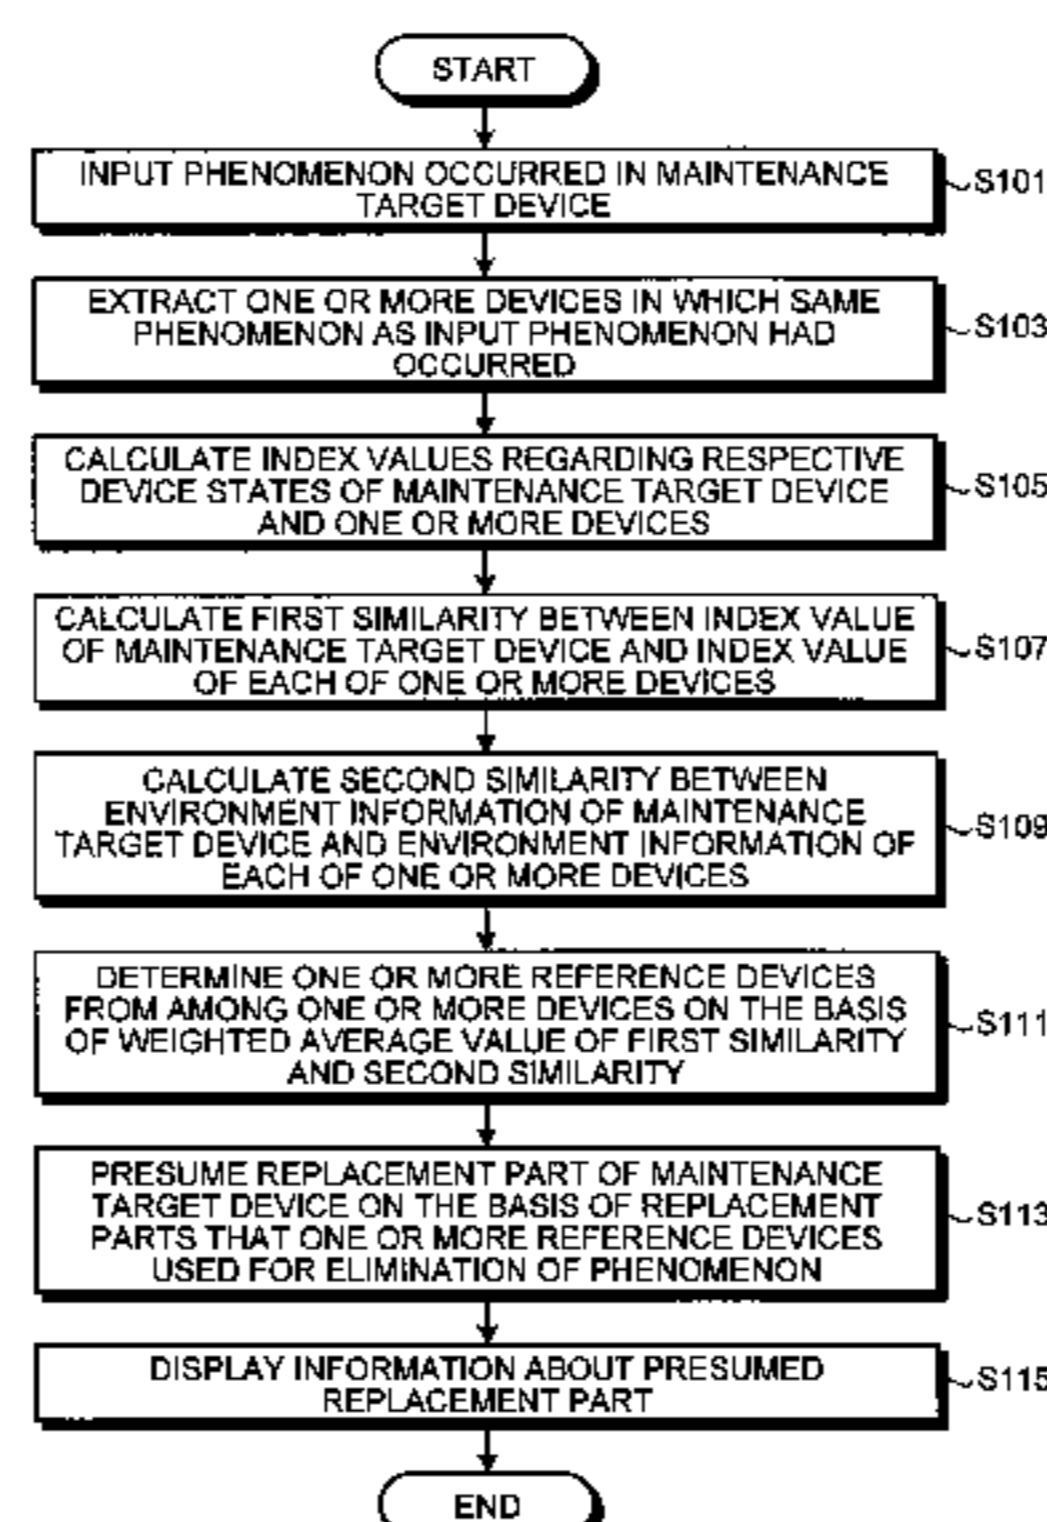 START
INPUT PHENOMENON OCCURRED IN MAINTENANCE
TARGET DEVICE
S101
EXTRACT ONE OR MORE DEVICES IN WHICH SAME
PHENOMENON AS INPUT PHENOMENON HAD
OCCURRED
S103
CALCULATE INDEX VALUES REGARDING RESPECTIVE
DEVICE STATES OF MAINTENANCE TARGET DEVICE
AND ONE OR MORE DEVICES
S105
CALCULATE FIRST SIMILARITY BETWEEN INDEX VALUE
OF MAINTENANCE TARGET DEVICE AND INDEX VALUE
OF EACH OF ONE OR MORE DEVICES
S107
CALCULATE SECOND SIMILARITY BETWEEN
ENVIRONMENT INFORMATION OF MAINTENANCE
TARGET DEVICE AND ENVIRONMENT INFORMATION OF
EACH OF ONE OR MORE DEVICES
S109
DETERMINE ONE OR MORE REFERENCE DEVICES
FROM AMONG ONE OR MORE DEVICES ON THE BASIS
OF WEIGHTED AVERAGE VALUE OF FIRST SIMILARITY
AND SECOND SIMILARITY
S111
PRESUME REPLACEMENT PART OF MAINTENANCE
TARGET DEVICE ON THE BASIS OF REPLACEMENT
PARTS THAT ONE OR MORE REFERENCE DEVICES
USED FOR ELIMINATION OF PHENOMENON
S113
DISPLAY INFORMATION ABOUT PRESUMED
REPLACEMENT PART
S115
END